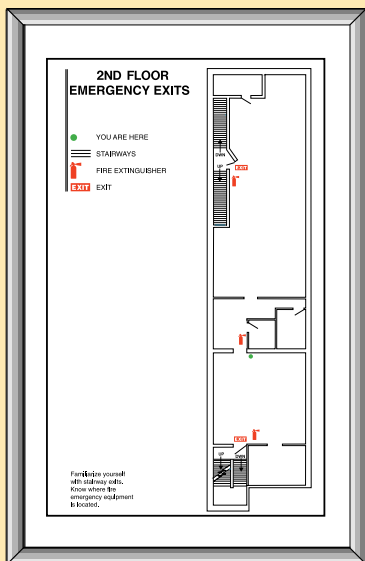 2ND FLOOR
EMERGENCY EXITS
YOU ARE HERE
STAIRWAYS
FIRE EXTINGUISHER
EXIT EXIT
DWN
EXIT
UP
EXIT
UP
DWN
Familiarize yourself
with stairway exits.
Know where fire
emergency equipment
is located.